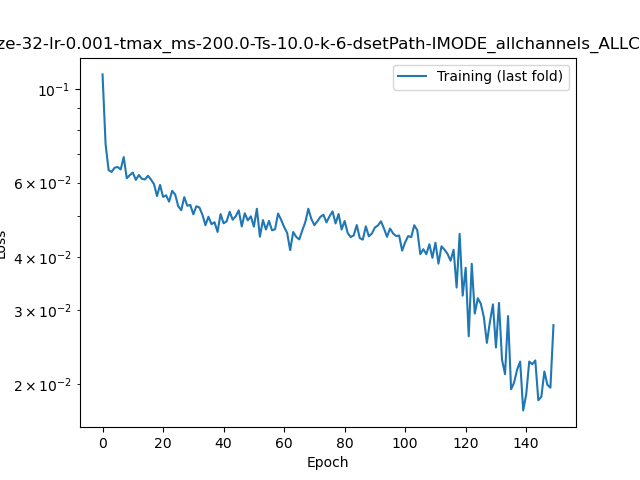 ze-32-lr-0.001-tmax_ms-200.0-Ts-10.0-k-6-dsetPath-IMODE_allchannels_ALLC
Training (last fold)
10⁻¹
6 × 10⁻²
4 × 10⁻²
3 × 10⁻²
2 × 10⁻²
Loss
0 20 40 60 80 100 120 140
Epoch